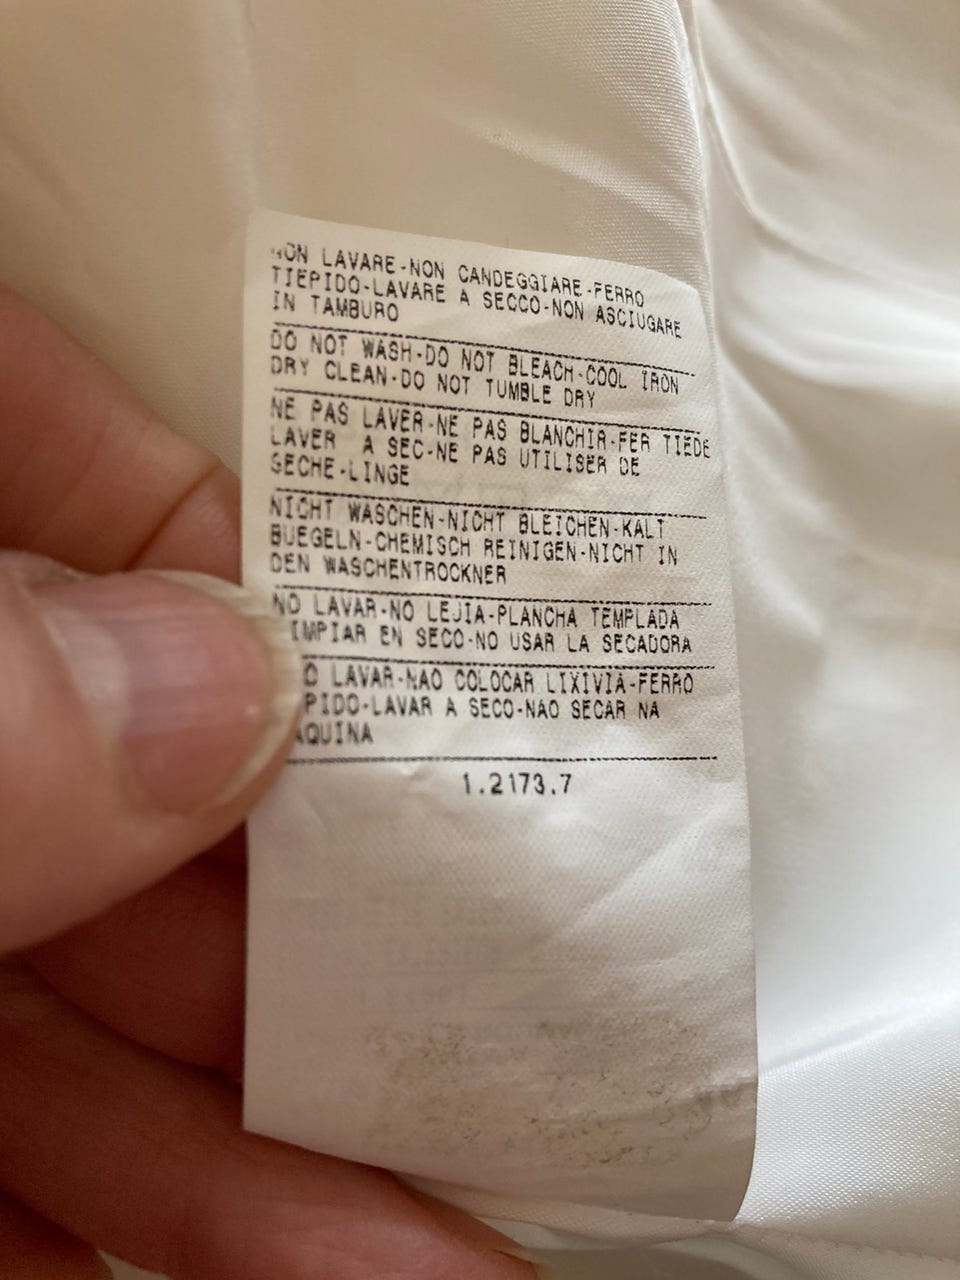 NON LAVARE-NON CANDEGGIARE-FERRO
TIEPIDO-LAVARE A SECCO-NON ASCIUGARE
IN TAMBURO
DO NOT WASH-DO NOT BLEACH-COOL IRON
DRY CLEAN-DO NOT TUMBLE DRY
NE PAS LAVER-NE PAS BLANCHIR-FER TIEDE
LAVER A SEC-NE PAS UTILISER DE
SECHE-LINGE
NICHT WASCHEN-NICHT BLEICHEN-KALT
BUEGELN-CHEMISCH REINIGEN-NICHT IN
DEN WASCHENTROCKNER
NO LAVAR-NO LEJIA-PLANCHA TEMPLADA
IMPIAR EN SECO-NO USAR LA SECADORA
O LAVAR-NAO COLOCAR LIXIVIA-FERRO
PIDO-LAVAR A SECO-NAO SECAR NA
AQUINA
1.2173.7